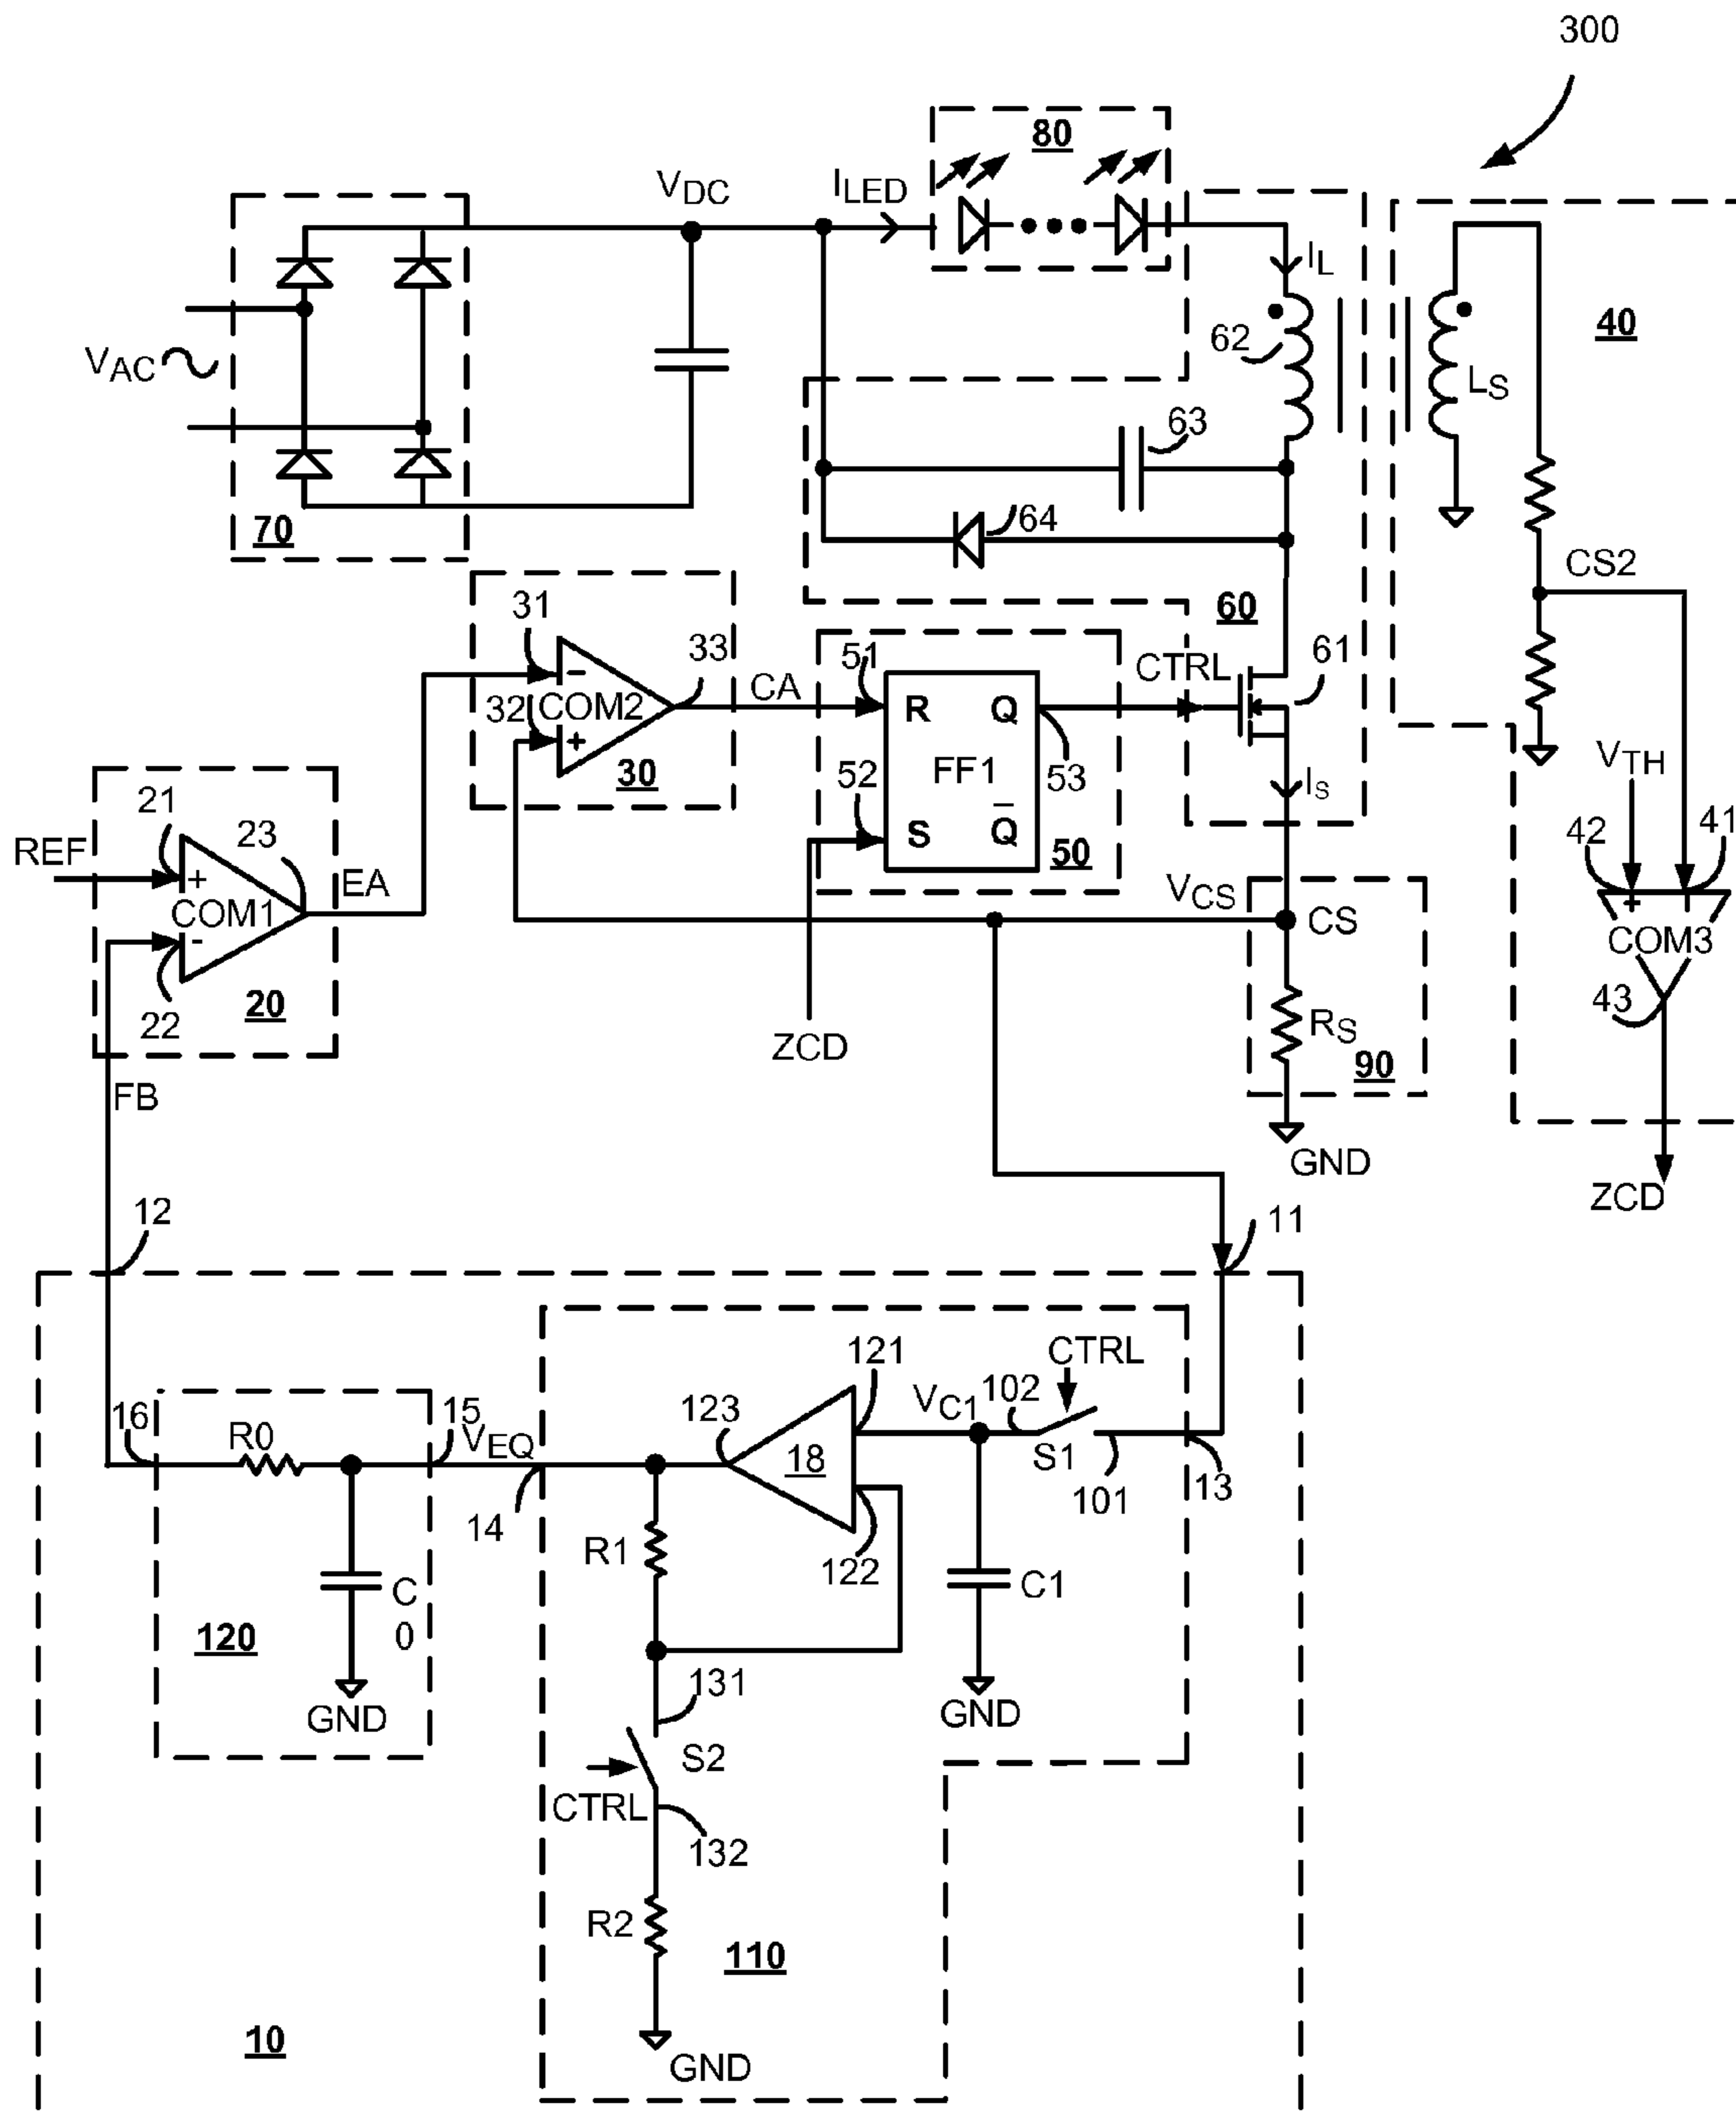 300
80
VDC
ILED
IL
VAC
62
LS
40
63
64
70
CS2
31
60
33
51
CTRL
61
CA
32
COM2
R
Q
30
FF1
53
VTH
52
IS
21
23
S
Q
50
42
41
REF
EA
VCS
CS
COM1
COM3
22
20
ZCD
RS
43
90
FB
GND
ZCD
12
11
CTRL
121
VC1
102
16
15
123
R0
VEQ
18
S1
101
13
14
R1
122
C1
C
0
120
131
GND
GND
S2
CTRL
132
R2
110
10
GND